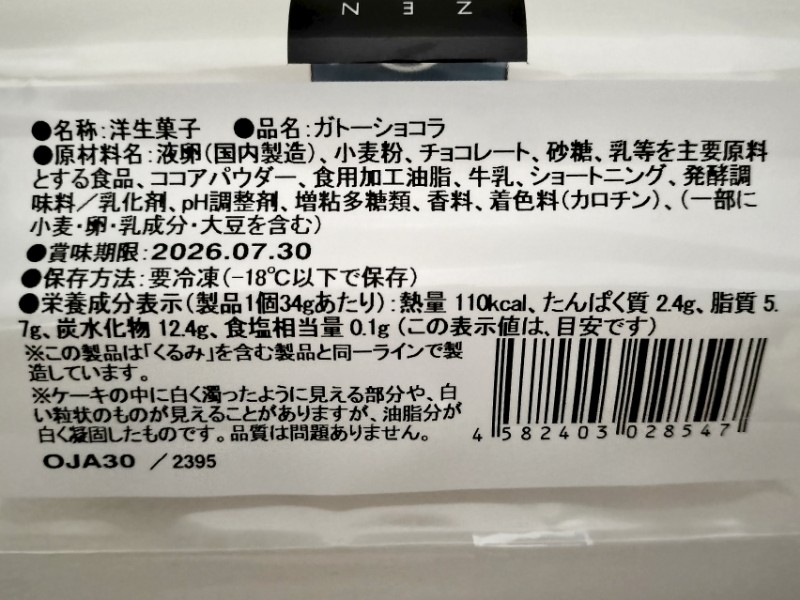 ZEN
●名称:洋生菓子 ●品名:ガトーショコラ
●原材料名:液卵(国内製造)、小麦粉、チョコレート、砂糖、乳等を主要原料
とする食品、ココアパウダー、食用加工油脂、牛乳、ショートニング、発酵調
味料/乳化剤、pH調整剤、増粘多糖類、香料、着色料(カロチン)、(一部に
小麦・卵・乳成分・大豆を含む)
●賞味期限:2026.07.30
●保存方法:要冷凍(-18℃以下で保存)
●栄養成分表示(製品1個34gあたり):熱量 110kcal、たんぱく質 2.4g、脂質 5.
7g、炭水化物 12.4g、食塩相当量 0.1g (この表示値は、目安です)
※この製品は「くるみ」を含む製品と同一ラインで製
造しています。
※ケーキの中に白く濁ったように見える部分や、白
い粒状のものが見えることがありますが、油脂分が
白く凝固したものです。品質は問題ありません。
4 582403 028547
OJA30 /2395